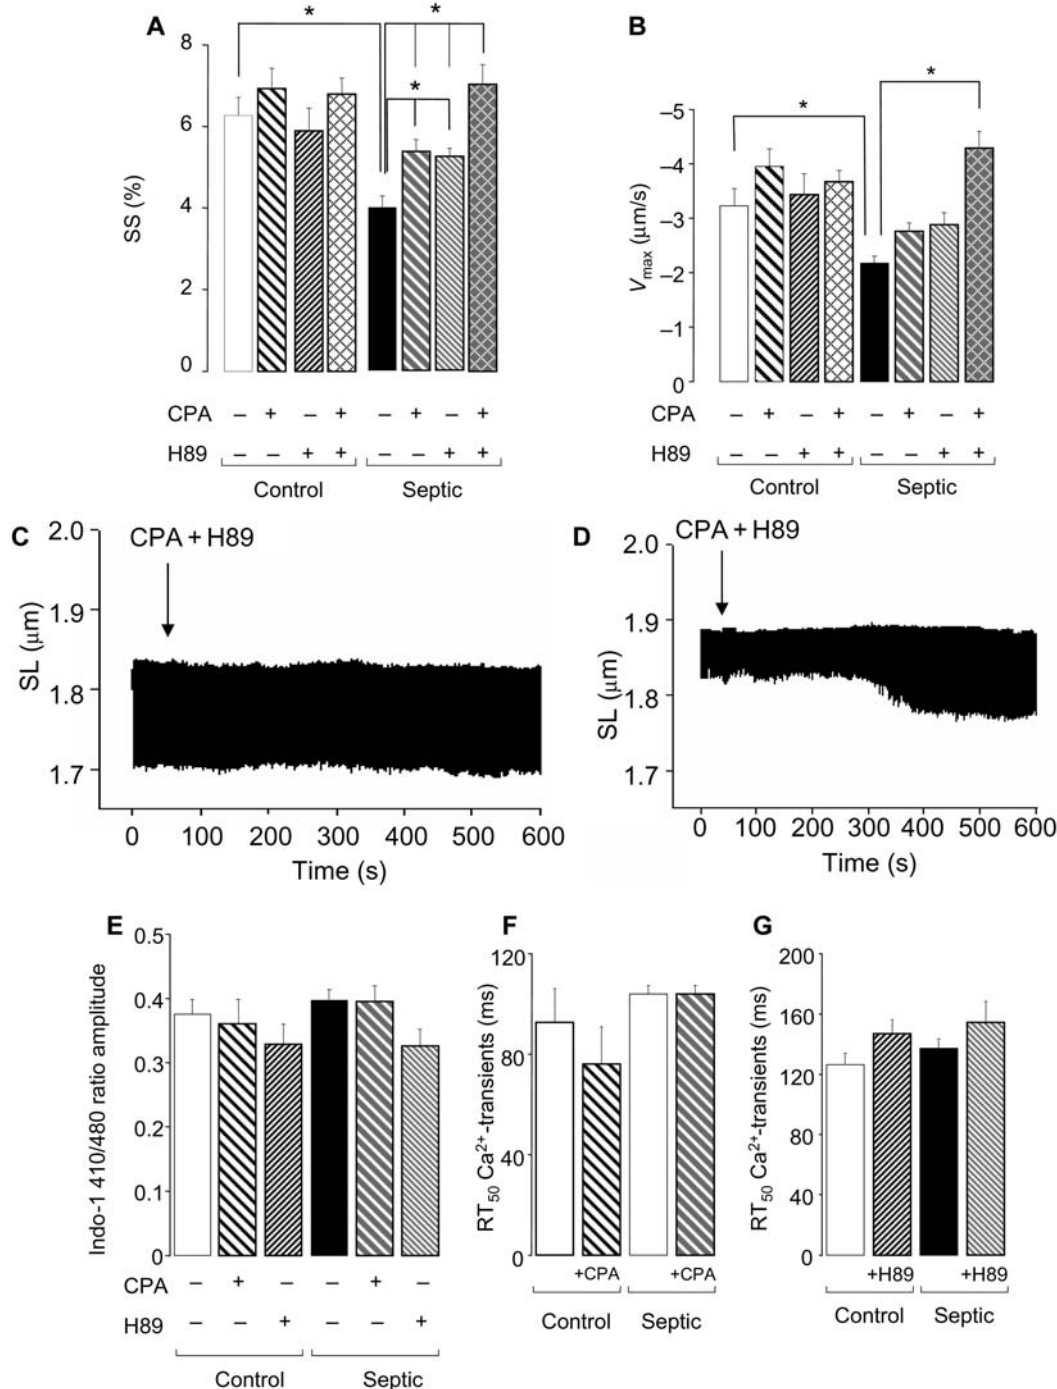 A
*
*
*
8
6
4
2
0
SS (%)
CPA – + – + – + – +
H89 – – + + – – + +
Control Septic
B
*
*
–5
–4
–3
–2
–1
0
Vmax (μm/s)
CPA – + – + – + – +
H89 – – + + – – + +
Control Septic
C
CPA + H89
2.0
1.9
1.8
1.7
SL (μm)
0 100 200 300 400 500 600
Time (s)
D
CPA + H89
2.0
1.9
1.8
1.7
SL (μm)
0 100 200 300 400 500 600
Time (s)
E
0.5
0.4
0.3
0.2
0.1
0
Indo-1 410/480 ratio amplitude
CPA – + – – + –
H89 – – + – – +
Control Septic
F
120
80
40
0
RT50 Ca2+-transients (ms)
+CPA +CPA
Control Septic
G
200
160
120
80
40
0
RT50 Ca2+-transients (ms)
+H89 +H89
Control Septic